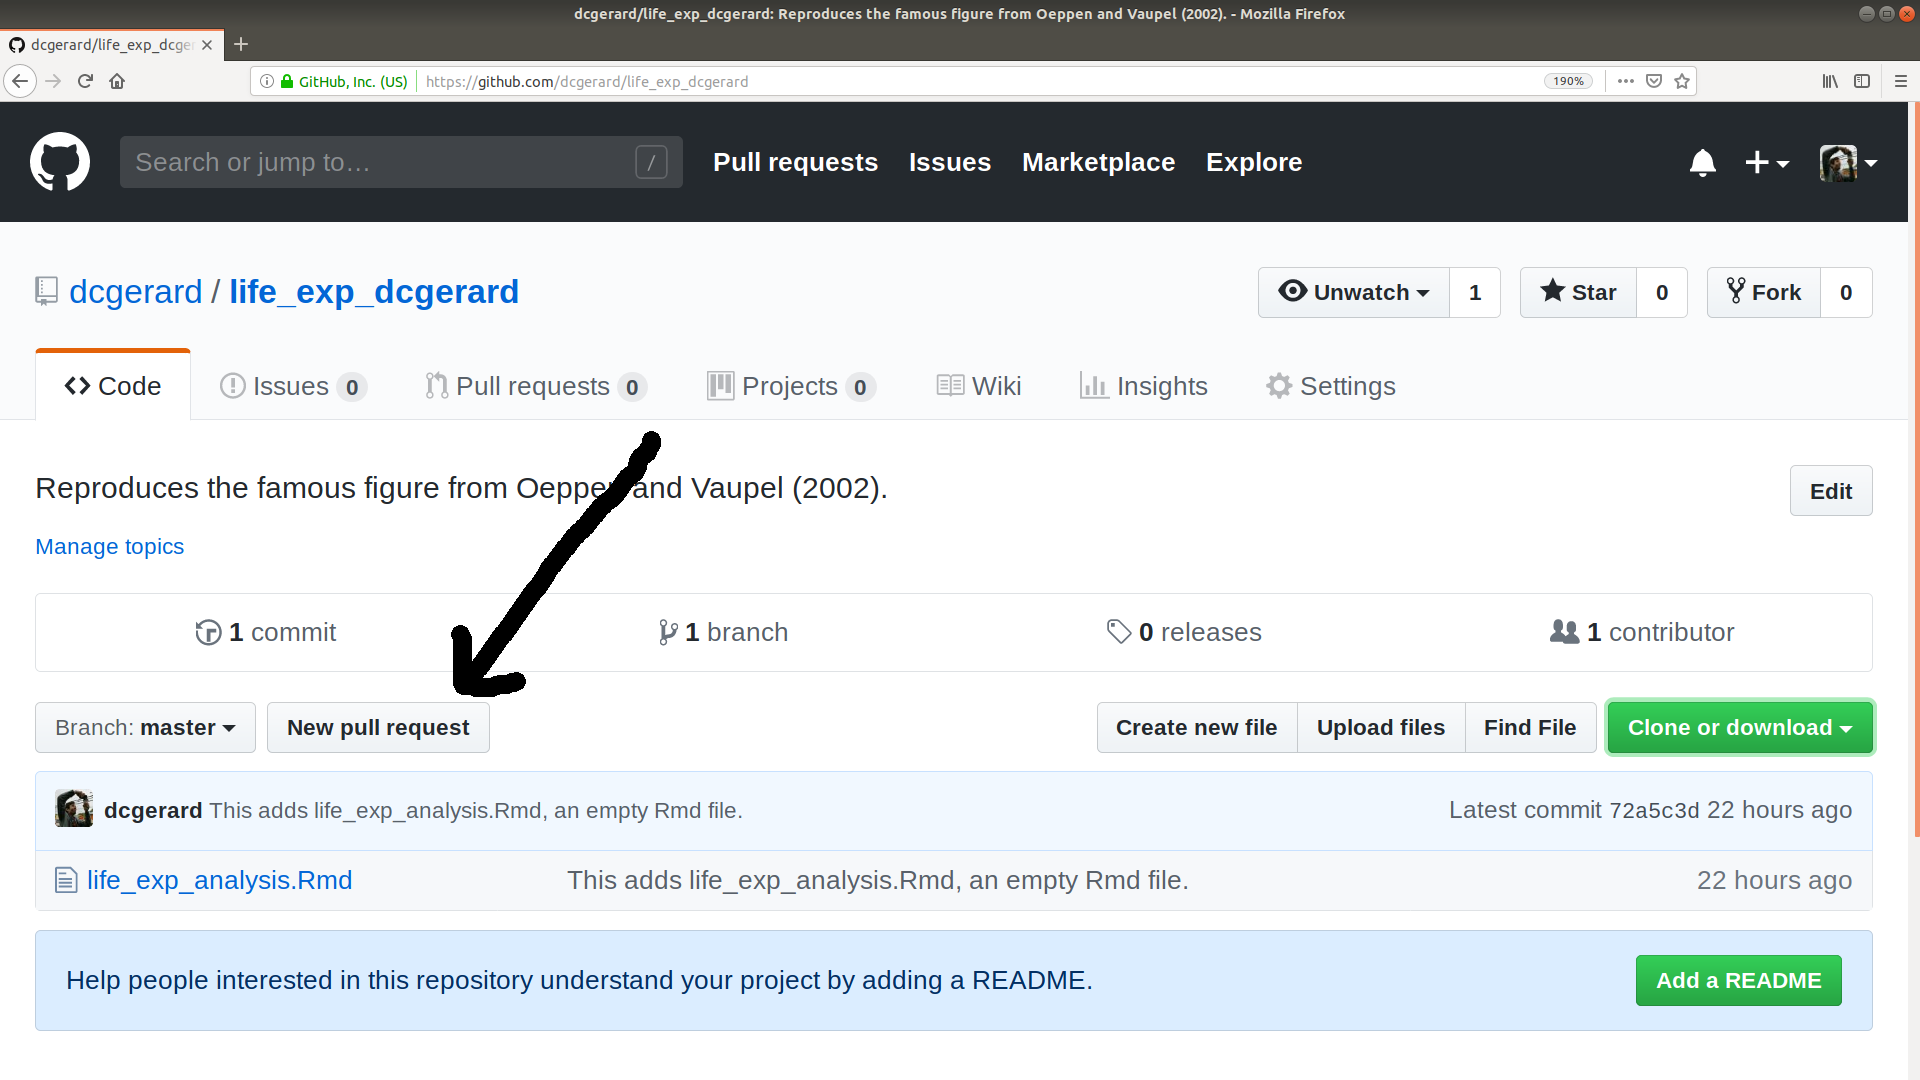 dcgerard/life_exp_dcgerard: Reproduces the famous figure from Oeppen and Vaupel (2002). - Mozilla Firefox
dcgerard/life_exp_dcge
GitHub, Inc. (US) https://github.com/dcgerard/life_exp_dcgerard 190%
Search or jump to… / Pull requests Issues Marketplace Explore
dcgerard / life_exp_dcgerard Unwatch 1 Star 0 Fork 0
Code Issues 0 Pull requests 0 Projects 0 Wiki Insights Settings
Reproduces the famous figure from Oeppen and Vaupel (2002). Edit
Manage topics
1 commit 1 branch 0 releases 1 contributor
Branch: master New pull request Create new file Upload files Find File Clone or download
dcgerard This adds life_exp_analysis.Rmd, an empty Rmd file. Latest commit 72a5c3d 22 hours ago
life_exp_analysis.Rmd This adds life_exp_analysis.Rmd, an empty Rmd file. 22 hours ago
Help people interested in this repository understand your project by adding a README. Add a README